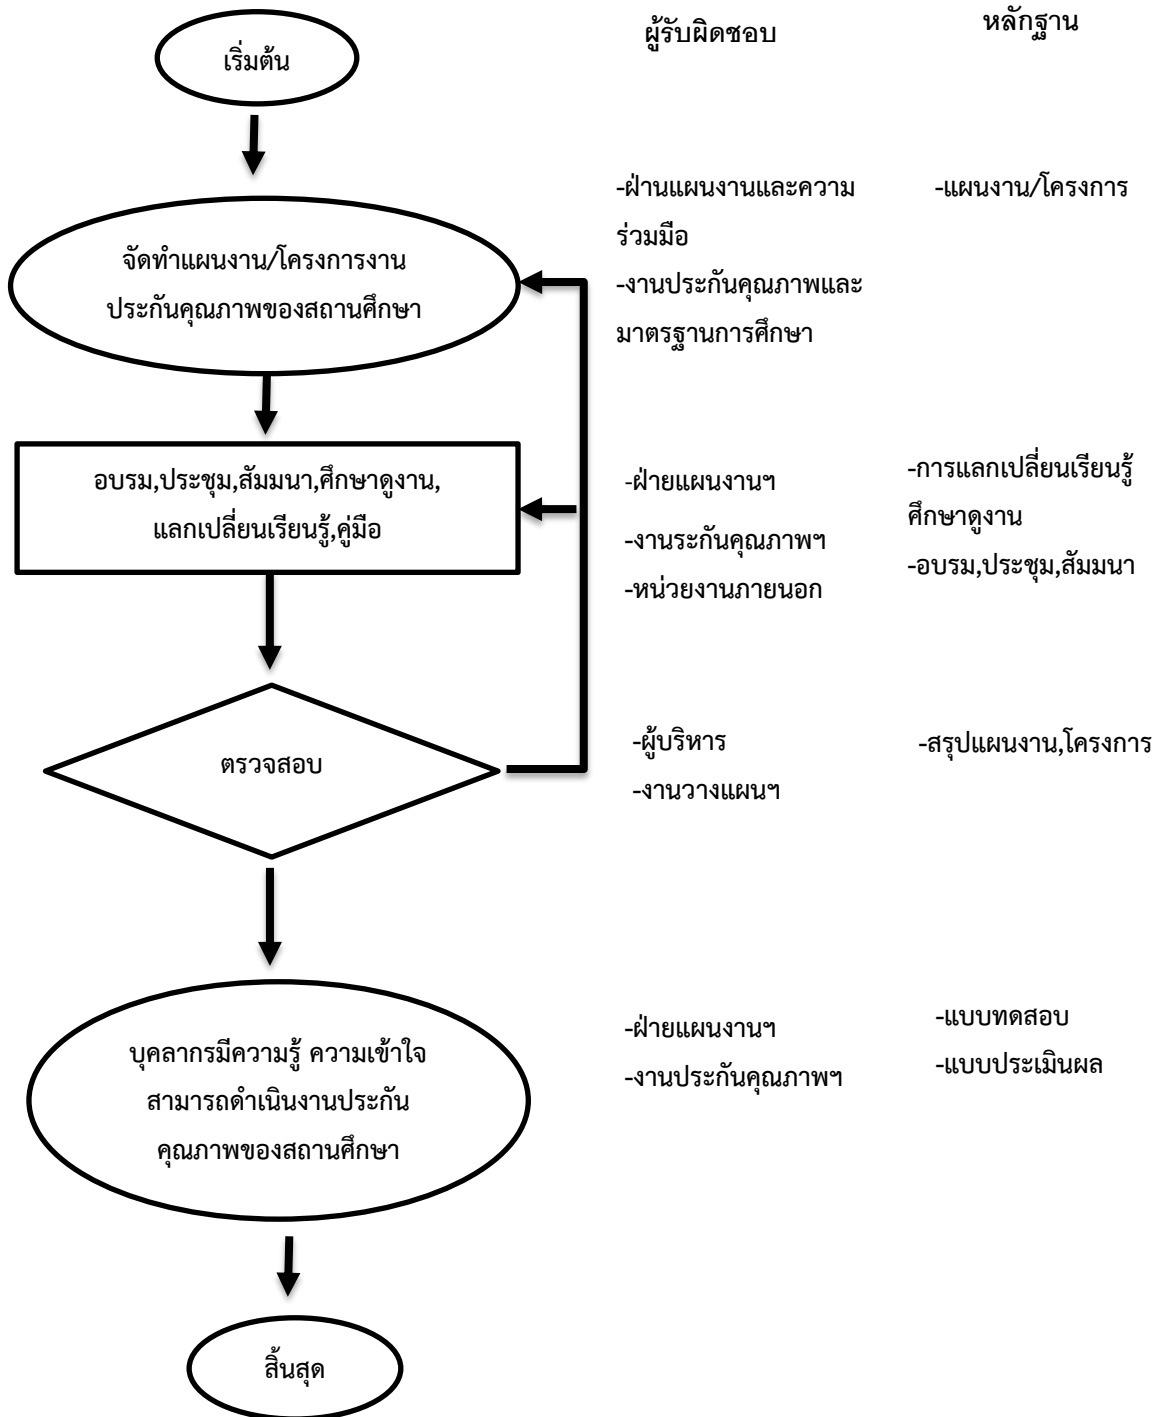 ผู้รับผิดชอบ
หลักฐาน
เริ่มต้น
จัดทำแผนงาน/โครงการงาน
ประกันคุณภาพของสถานศึกษา
-ฝ่านแผนงานและความ
ร่วมมือ
-งานประกันคุณภาพและ
มาตรฐานการศึกษา
-แผนงาน/โครงการ
อบรม,ประชุม,สัมมนา,ศึกษาดูงาน,
แลกเปลี่ยนเรียนรู้,คู่มือ
-ฝ่ายแผนงานฯ
-งานระกันคุณภาพฯ
-หน่วยงานภายนอก
-การแลกเปลี่ยนเรียนรู้
ศึกษาดูงาน
-อบรม,ประชุม,สัมมนา
ตรวจสอบ
-ผู้บริหาร
-งานวางแผนฯ
-สรุปแผนงาน,โครงการ
บุคลากรมีความรู้ ความเข้าใจ
สามารถดำเนินงานประกัน
คุณภาพของสถานศึกษา
-ฝ่ายแผนงานฯ
-งานประกันคุณภาพฯ
-แบบทดสอบ
-แบบประเมินผล
สิ้นสุด